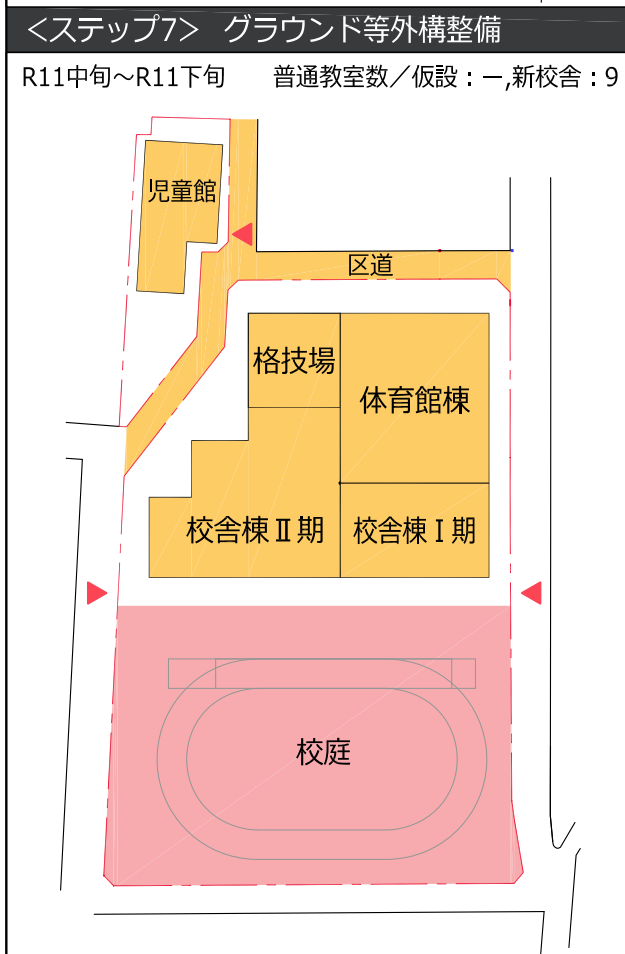 <ステップ7> グラウンド等外構整備
R11中旬～R11下旬 普通教室数／仮設：－,新校舎：9
児童館
区道
格技場
体育館棟
校舎棟Ⅱ期
校舎棟Ⅰ期
校庭